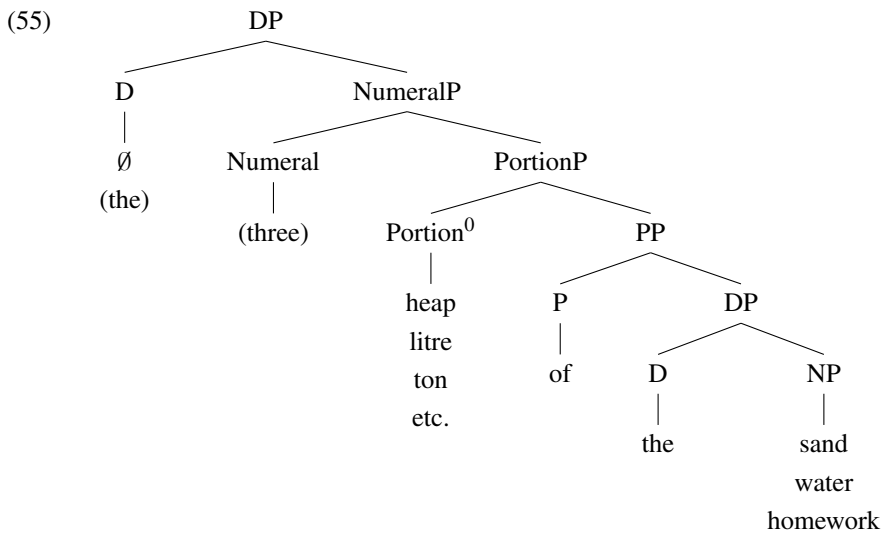 (55) DP
D NumeralP
Ø Numeral PortionP
(the) (three) Portion⁰ PP
heap P DP
litre of D NP
ton the sand
etc. water
homework